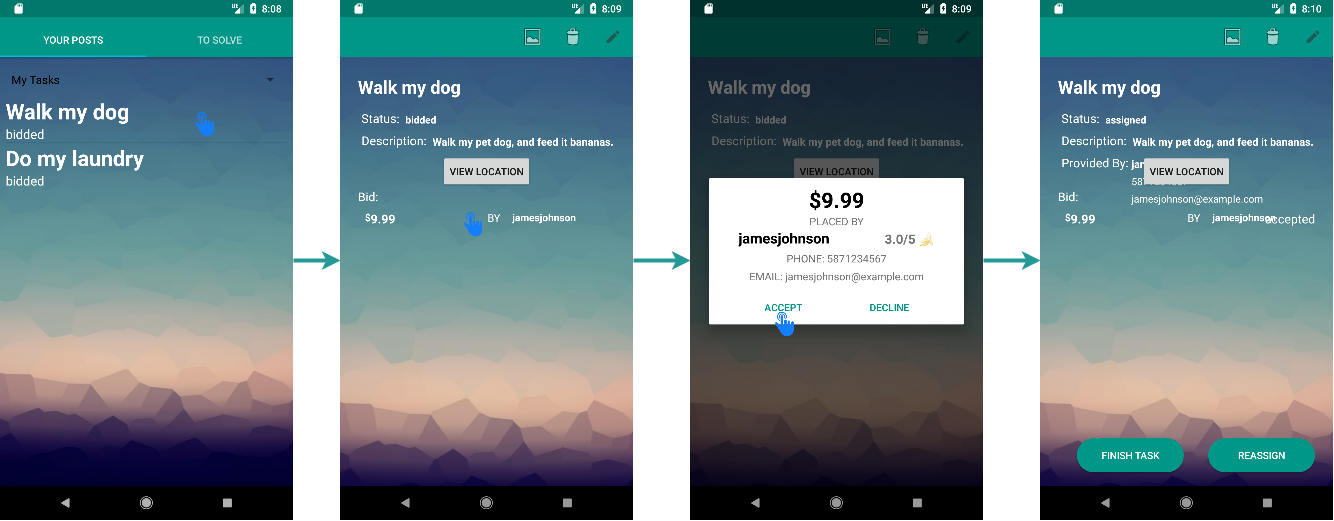 8:08
YOUR POSTS TO SOLVE
My Tasks
Walk my dog
bidded
Do my laundry
bidded
8:09
Walk my dog
Status: bidded
Description: Walk my pet dog, and feed it bananas.
VIEW LOCATION
Bid:
$9.99 BY jamesjohnson
8:09
Walk my dog
Status: bidded
Description: Walk my pet dog, and feed it bananas.
VIEW LOCATION
$9.99
PLACED BY
jamesjohnson 3.0/5
PHONE: 5871234567
EMAIL: jamesjohnson@example.com
ACCEPT DECLINE
8:10
Walk my dog
Status: assigned
Description: Walk my pet dog, and feed it bananas.
Provided By:
VIEW LOCATION
Bid: jamesjohnson@example.com
$9.99 BY jamesjohnson accepted
FINISH TASK REASSIGN